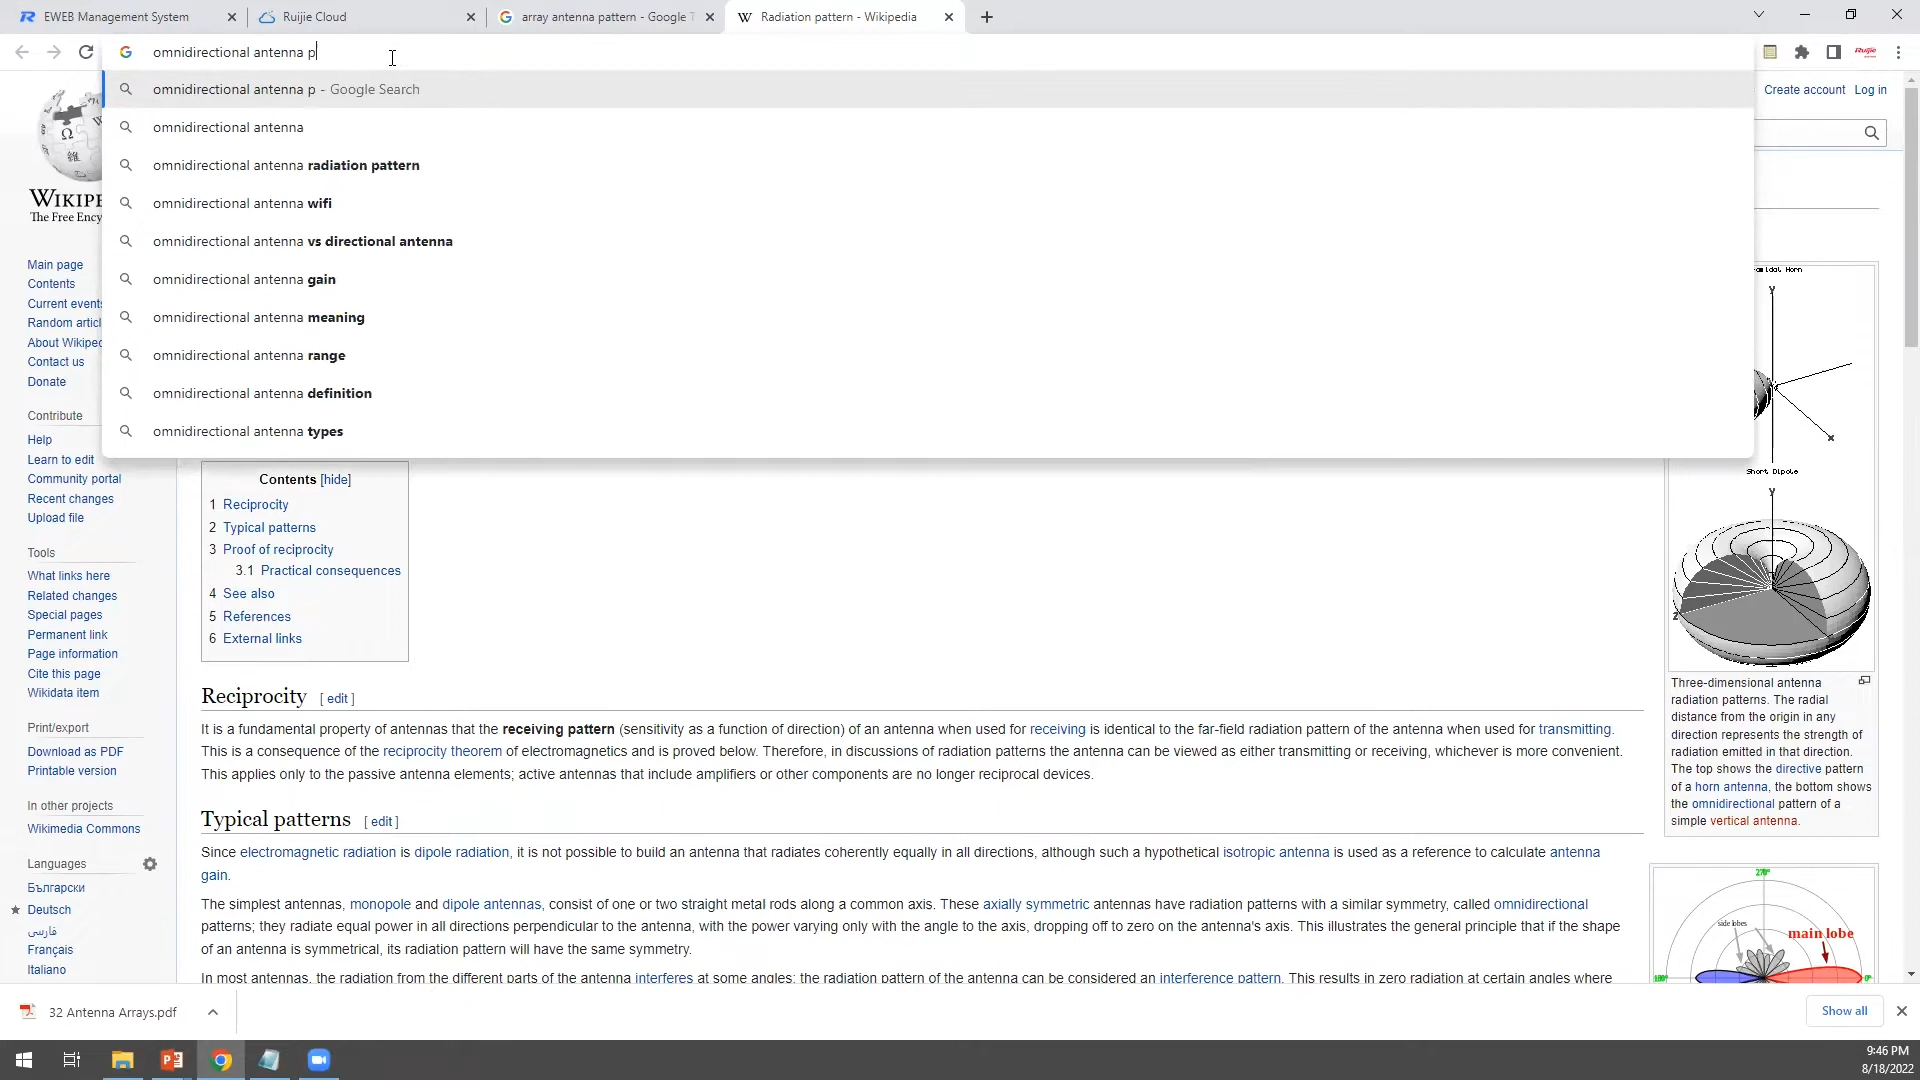 EWEB Management System
Ruijie Cloud
array antenna pattern - Google
Radiation pattern - Wikipedia
omnidirectional antenna p
omnidirectional antenna p - Google Search
omnidirectional antenna
omnidirectional antenna radiation pattern
omnidirectional antenna wifi
omnidirectional antenna vs directional antenna
omnidirectional antenna gain
omnidirectional antenna meaning
omnidirectional antenna range
omnidirectional antenna definition
omnidirectional antenna types
Ruijie
Create account Log in
WIKIPE
The Free Ency
Main page
Contents
Current events
Random articl
About Wikiped
Contact us
Donate
Contribute
Help
Learn to edit
Community portal
Recent changes
Upload file
Tools
What links here
Related changes
Special pages
Permanent link
Page information
Cite this page
Wikidata item
Print/export
Download as PDF
Printable version
In other projects
Wikimedia Commons
Languages
Български
Deutsch
فارسی
Français
Italiano
Contents [hide]
1 Reciprocity
2 Typical patterns
3 Proof of reciprocity
3.1 Practical consequences
4 See also
5 References
6 External links
Reciprocity [ edit ]
It is a fundamental property of antennas that the receiving pattern (sensitivity as a function of direction) of an antenna when used for receiving is identical to the far-field radiation pattern of the antenna when used for transmitting.
This is a consequence of the reciprocity theorem of electromagnetics and is proved below. Therefore, in discussions of radiation patterns the antenna can be viewed as either transmitting or receiving, whichever is more convenient.
This applies only to the passive antenna elements; active antennas that include amplifiers or other components are no longer reciprocal devices.
Typical patterns [ edit ]
Since electromagnetic radiation is dipole radiation, it is not possible to build an antenna that radiates coherently equally in all directions, although such a hypothetical isotropic antenna is used as a reference to calculate antenna
gain.
The simplest antennas, monopole and dipole antennas, consist of one or two straight metal rods along a common axis. These axially symmetric antennas have radiation patterns with a similar symmetry, called omnidirectional
patterns; they radiate equal power in all directions perpendicular to the antenna, with the power varying only with the angle to the axis, dropping off to zero on the antenna's axis. This illustrates the general principle that if the shape
of an antenna is symmetrical, its radiation pattern will have the same symmetry.
In most antennas, the radiation from the different parts of the antenna interferes at some angles; the radiation pattern of the antenna can be considered an interference pattern. This results in zero radiation at certain angles where
amidal Horn
y
x
Short Dipole
y
z
Three-dimensional antenna
radiation patterns. The radial
distance from the origin in any
direction represents the strength of
radiation emitted in that direction.
The top shows the directive pattern
of a horn antenna, the bottom shows
the omnidirectional pattern of a
simple vertical antenna.
270°
side lobes
main lobe
180°
0°
32 Antenna Arrays.pdf
Show all
9:46 PM
8/18/2022